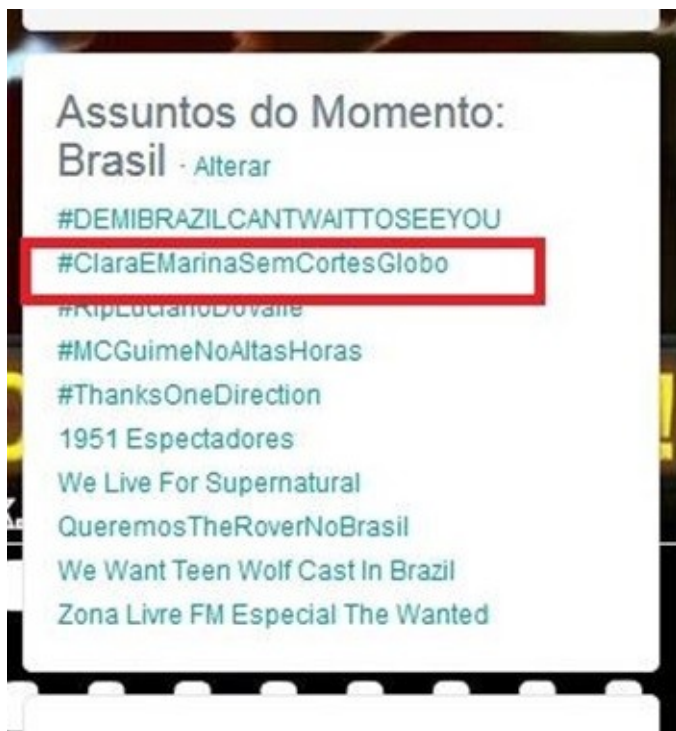 Assuntos do Momento:
Brasil · Alterar
#DEMIBRAZILCANTWAITTOSEEYOU
#ClaraEMarinaSemCortesGlobo
#RipLucianoDoValle
#MCGuimeNoAltasHoras
#ThanksOneDirection
1951 Espectadores
We Live For Supernatural
QueremosTheRoverNoBrasil
We Want Teen Wolf Cast In Brazil
Zona Livre FM Especial The Wanted